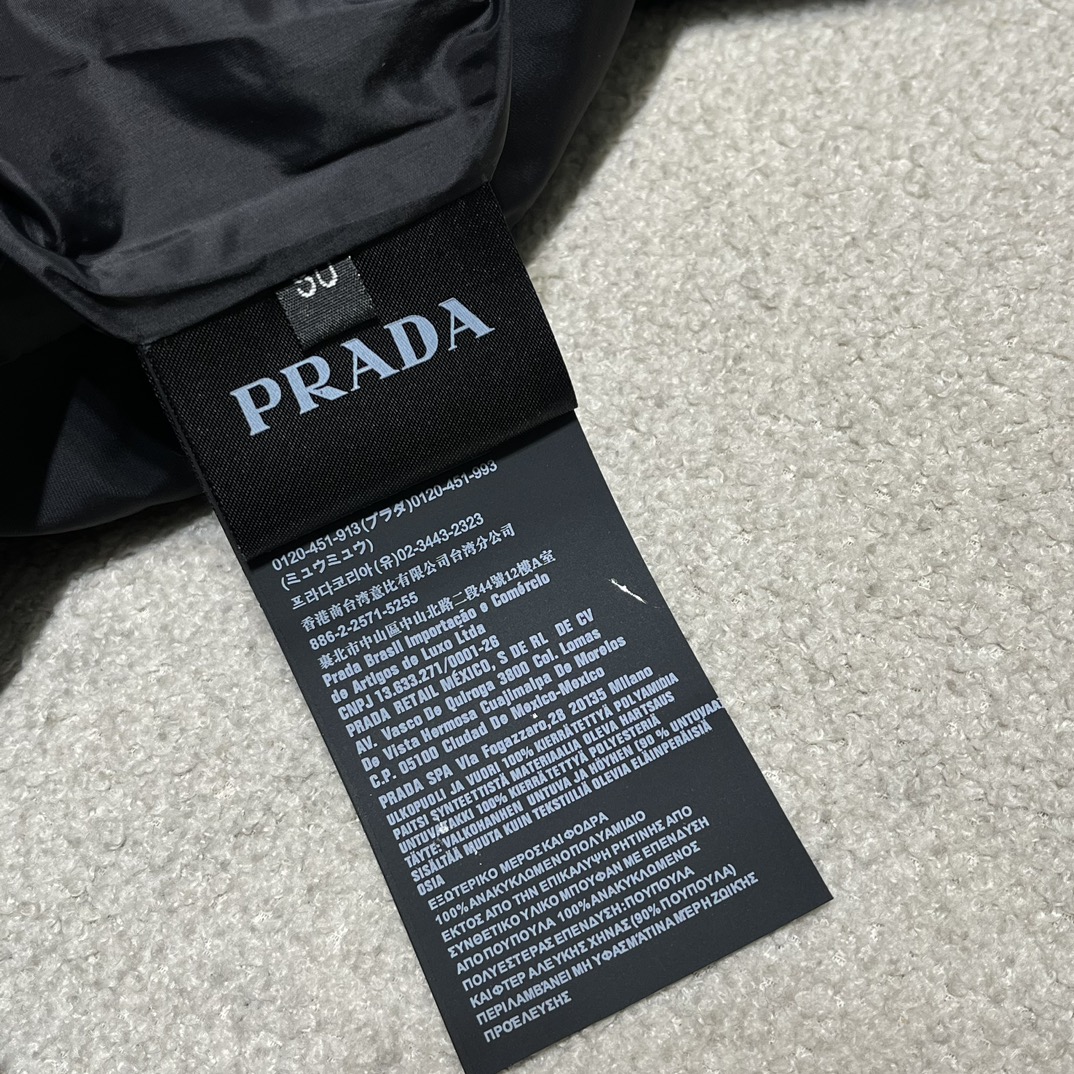 50
PRADA
0120-451-913(プラダ)0120-451-993
(ミュウミュウ)
프라다코리아(유)02-3443-2323
香港商台湾意比有限公司台湾分公司
886-2-2571-5255
臺北市中山區中山北路二段44號12樓A室
Prada Brasil Importação e Comércio
de Artigos de Luxo Ltda
CNPJ 13.633.271/0001-26
PRADA RETAIL MÉXICO, S DE RL DE CV
AV. Vasco De Quiroga 3800 Col. Lomas
De Vista Hermosa Cuajimalpa De Morelos
C.P. 05100 Ciudad De Mexico-Mexico
PRADA SPA Via Fogazzaro,28 20135 Milano
ULKOPUOLI JA VUORI 100% KIERRÄTETTYÄ POLYAMIDIA
PAITSI SYNTEETTISTÄ MATERIAALIA OLEVA HARTSAUS
UNTUVATAKKI 100% KIERRÄTETTYÄ POLYESTERIÄ
TÄYTE: VALKOHANHEN UNTUVA JA HÖYHEN (90 % UNTUVAA
SISÄLTÄÄ MUUTA KUIN TEKSTIILIÄ OLEVIA ELÄINPERÄISIÄ
OSIA
ΕΞΩΤΕΡΙΚΟ ΜΕΡΟΣ ΚΑΙ ΦΟΔΡΑ
100% ΑΝΑΚΥΚΛΩΜΕΝΟ ΠΟΛΥΑΜΙΔΙΟ
ΕΚΤΟΣ ΑΠΟ ΤΗΝ ΕΠΙΚΑΛΥΨΗ ΡΗΤΙΝΗΣ ΑΠΟ
ΣΥΝΘΕΤΙΚΟ ΥΛΙΚΟ ΜΠΟΥΦΑΝ ΜΕ ΕΠΕΝΔΥΣΗ
ΑΠΟ ΠΟΥΠΟΥΛΑ 100% ΑΝΑΚΥΚΛΩΜΕΝΟΣ
ΠΟΛΥΕΣΤΕΡΑΣ ΕΠΕΝΔΥΣΗ:ΠΟΥΠΟΥΛΑ
ΚΑΙ ΦΤΕΡ ΑΛΕΥΚΗΣ ΧΗΝΑΣ (90% ΠΟΥΠΟΥΛΑ)
ΠΕΡΙΛΑΜΒΑΝΕΙ ΜΗ ΥΦΑΣΜΑΤΙΝΑ ΜΕΡΗ ΖΩΙΚΗΣ
ΠΡΟΕΛΕΥΣΗΣ